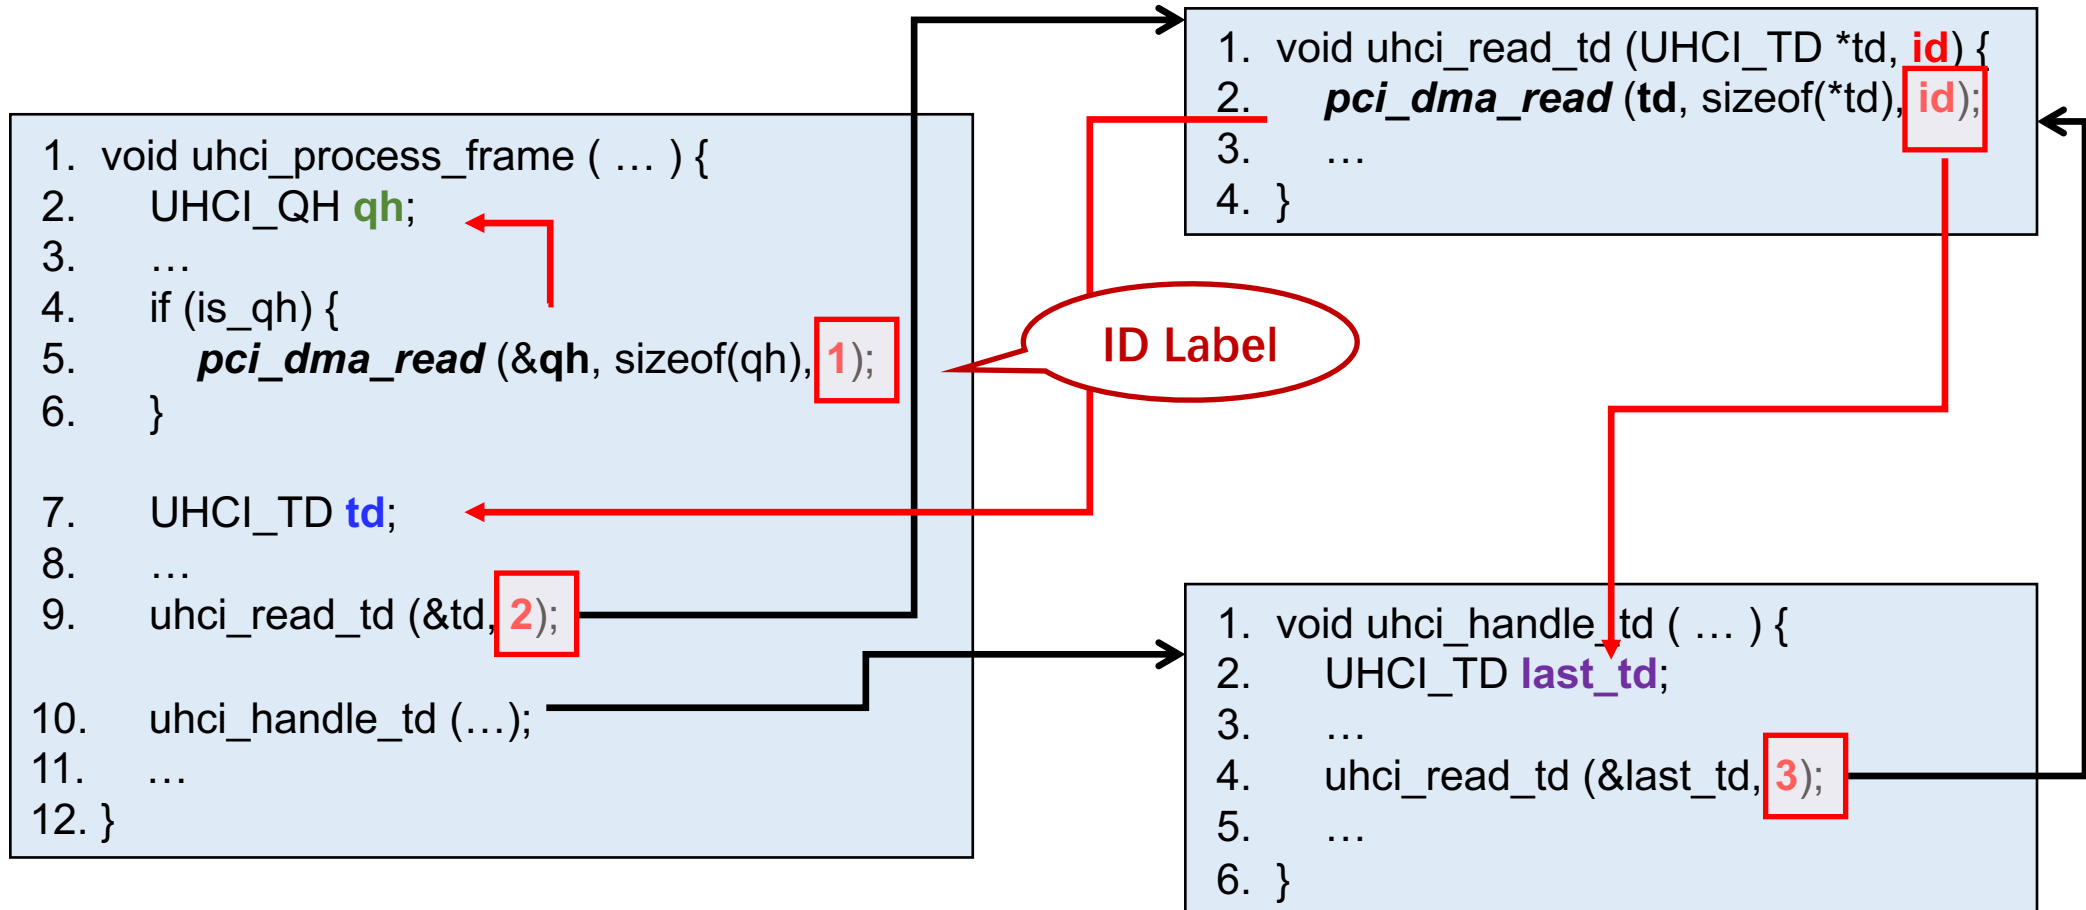 1. void uhci_process_frame ( … ) {
2. UHCI_QH qh;
3. …
4. if (is_qh) {
5. pci_dma_read (&qh, sizeof(qh), 1);
6. }
7. UHCI_TD td;
8. …
9. uhci_read_td (&td, 2);
10. uhci_handle_td (…);
11. …
12. }
ID Label
1. void uhci_read_td (UHCI_TD *td, id) {
2. pci_dma_read (td, sizeof(*td), id);
3. …
4. }
1. void uhci_handle_td ( … ) {
2. UHCI_TD last_td;
3. …
4. uhci_read_td (&last_td, 3);
5. …
6. }